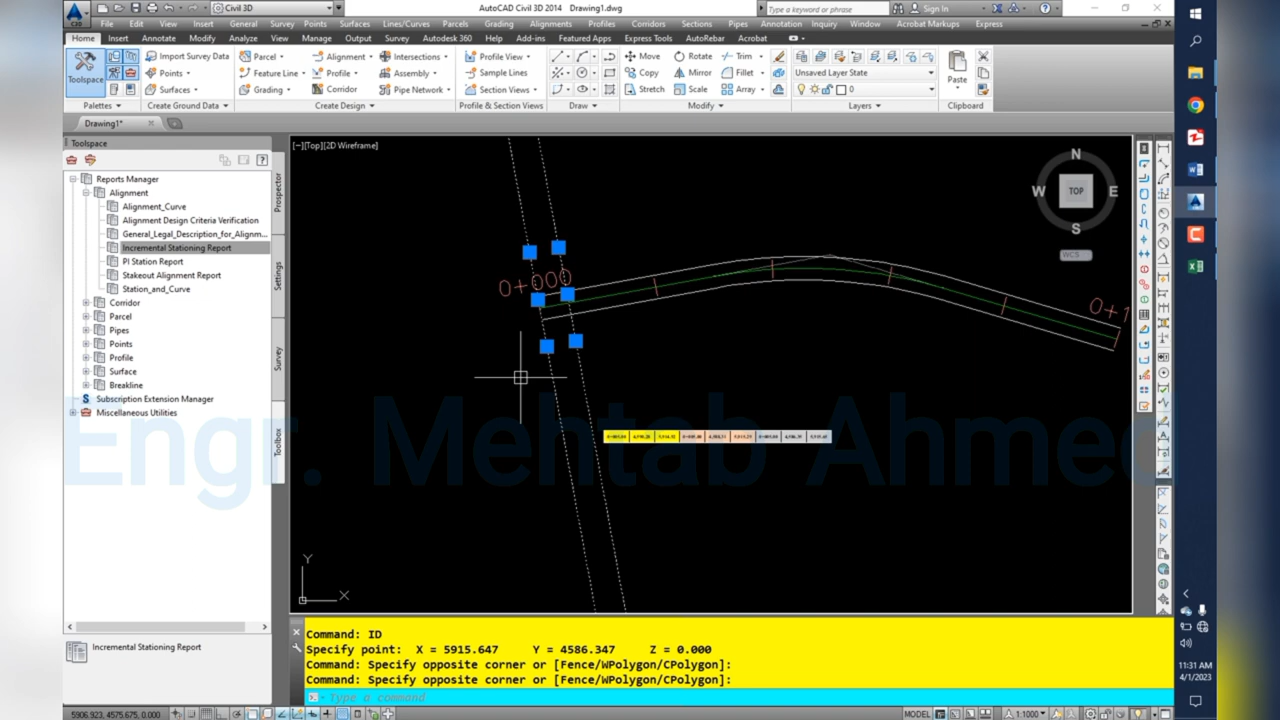 Civil 3D
AutoCAD Civil 3D 2014 Drawing1.dwg
Type a keyword or phrase
Sign In
File Edit View Insert General Survey Points Surfaces Lines/Curves Parcels Grading Alignments Profiles Corridors Sections Pipes Annotation Inquiry Window Acrobat Markups Express
Home Insert Annotate Modify Analyze View Manage Output Survey Autodesk 360 Help Add-ins Featured Apps Express Tools AutoRebar Acrobat
Toolspace
Import Survey Data
Points
Surfaces
Parcel
Feature Line
Grading
Alignment
Profile
Corridor
Intersections
Assembly
Pipe Network
Profile View
Sample Lines
Section Views
Move
Copy
Stretch
Rotate
Mirror
Scale
Trim
Fillet
Array
Unsaved Layer State
0
Paste
Palettes Create Ground Data Create Design Profile & Section Views Draw Modify Layers Clipboard
Drawing1*
Toolspace
Reports Manager
Alignment
Alignment_Curve
Alignment Design Criteria Verification
General_Legal_Description_for_Alignm...
Incremental Stationing Report
PI Station Report
Stakeout Alignment Report
Station_and_Curve
Corridor
Parcel
Pipes
Points
Profile
Surface
Breakline
Subscription Extension Manager
Miscellaneous Utilities
Prospector
Settings
Survey
Toolbox
Incremental Stationing Report
[−][Top][2D Wireframe]
N
W TOP E
S
WCS
0+000
0+1
Engr. Mehtab Ahmed
Y
X
Command: ID
Specify point: X = 5915.647 Y = 4586.347 Z = 0.000
Command: Specify opposite corner or [Fence/WPolygon/CPolygon]:
Command: Specify opposite corner or [Fence/WPolygon/CPolygon]:
Type a command
5906.923, 4575.675, 0.000
MODEL
1:1000
11:31 AM
4/1/2023